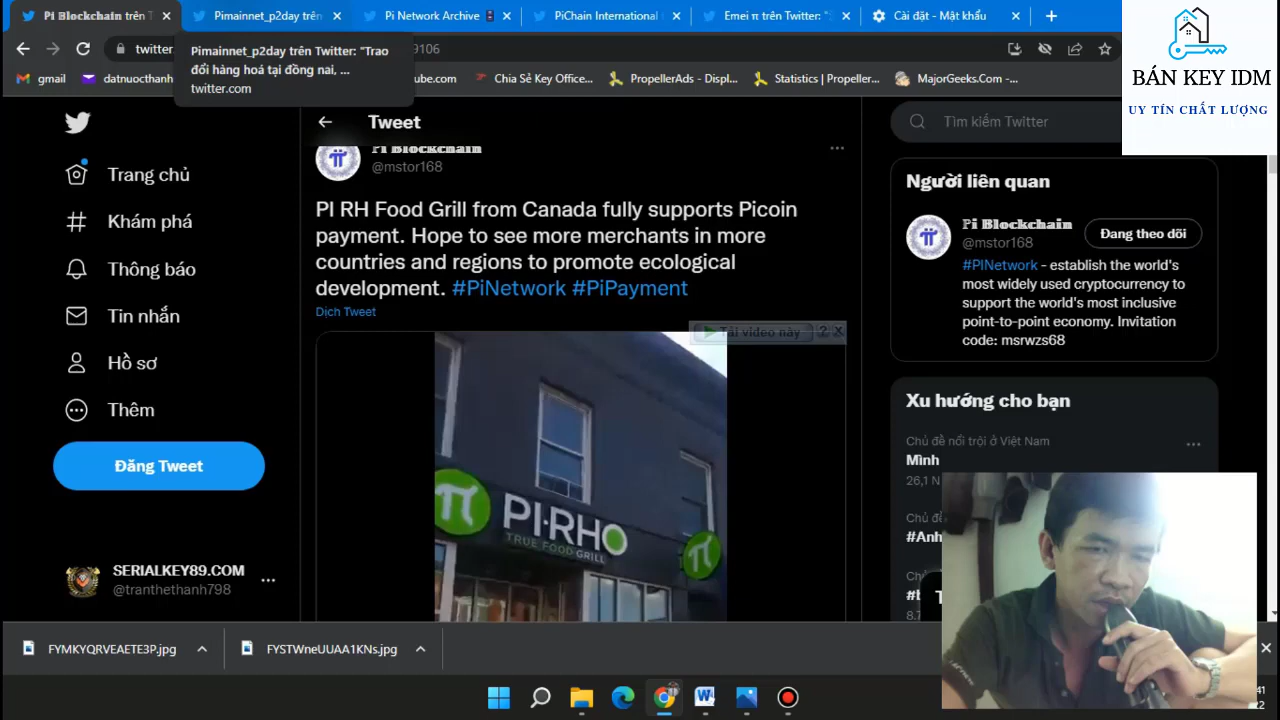 Pi Blockchain trên T
Pimainnet_p2day trên
Pi Network Archive
PiChain International
Emei π trên Twitter: "
Cài đặt - Mật khẩu
BÁN KEY IDM
UY TÍN CHẤT LƯỢNG
twitter
9106
Pimainnet_p2day trên Twitter: "Trao
đổi hàng hoá tại đồng nai, ...
twitter.com
gmail
datnuocthanh
ube.com
Chia Sẻ Key Office...
PropellerAds - Displ...
Statistics | Propeller...
MajorGeeks.Com -...
Trang chủ
Khám phá
Thông báo
Tin nhắn
Hồ sơ
Thêm
Đăng Tweet
SERIALKEY89.COM
@tranthethanh798
Tweet
Pi Blockchain
@mstor168
PI RH Food Grill from Canada fully supports Picoin
payment. Hope to see more merchants in more
countries and regions to promote ecological
development. #PiNetwork #PiPayment
Dịch Tweet
Tải video này
?
PI·RHO
TRUE FOOD GRILL
Tìm kiếm Twitter
Người liên quan
Pi Blockchain
@mstor168
Đang theo dõi
#PINetwork - establish the world's
most widely used cryptocurrency to
support the world's most inclusive
point-to-point economy. Invitation
code: msrwzs68
Xu hướng cho bạn
Chủ đề nổi trội ở Việt Nam
Mình
26,1 N
Chủ đề
#Anh
Chủ
8.7
FYMKYQRVEAETE3P.jpg
FYSTWneUUAA1KNs.jpg